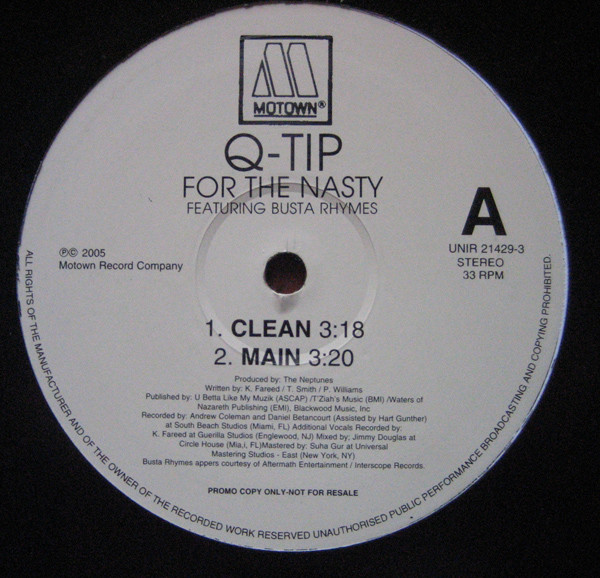 MOTOWN®
Q-TIP
FOR THE NASTY
FEATURING BUSTA RHYMES
A
UNIR 21429-3
STEREO
33 RPM
℗© 2005
Motown Record Company
1. CLEAN 3:18
2. MAIN 3:20
Produced by: The Neptunes
Written by: K. Fareed / T. Smith / P. Williams
Published by: U Betta Like My Muzik (ASCAP) /T'Ziah's Music (BMI) /Waters of
Nazareth Publishing (EMI), Blackwood Music, Inc
Recorded by: Andrew Coleman and Daniel Betancourt (Assisted by Hart Gunther)
at South Beach Studios (Miami, FL) Additional Vocals Recorded by:
K. Fareed at Guerilla Studios (Englewood, NJ) Mixed by: Jimmy Douglas at
Circle House (Mia,i, FL)Mastered by: Suha Gur at Universal
Mastering Studios - East (New York, NY)
Busta Rhymes appers courtesy of Aftermath Entertainment / Interscope Records.
PROMO COPY ONLY-NOT FOR RESALE
ALL RIGHTS OF THE MANUFACTURER AND OF THE OWNER OF THE RECORDED WORK RESERVED UNAUTHORISED PUBLIC PERFORMANCE BROADCASTING AND COPYING PROHIBITED.